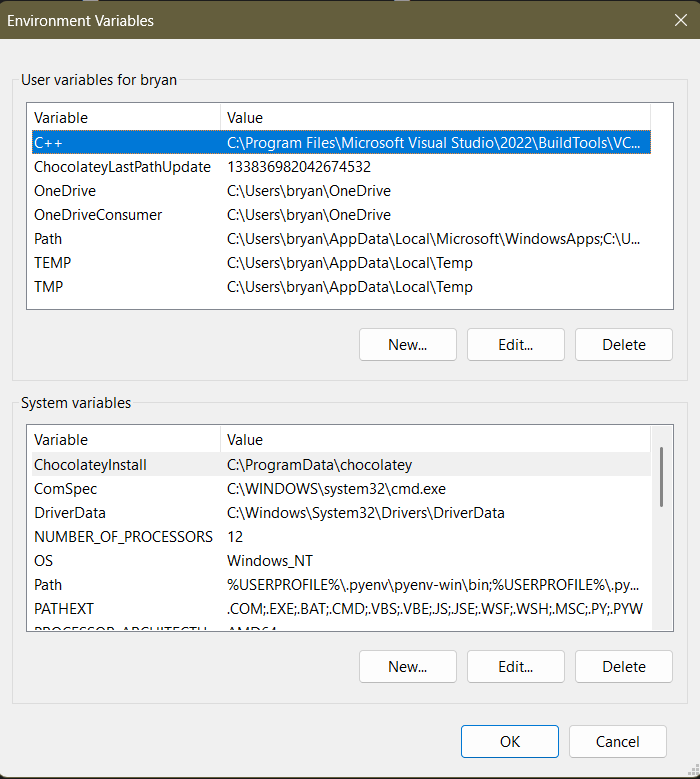 Environment Variables
User variables for bryan
Variable Value
C++ C:\Program Files\Microsoft Visual Studio\2022\BuildTools\VC...
ChocolateyLastPathUpdate 133836982042674532
OneDrive C:\Users\bryan\OneDrive
OneDriveConsumer C:\Users\bryan\OneDrive
Path C:\Users\bryan\AppData\Local\Microsoft\WindowsApps;C:\U...
TEMP C:\Users\bryan\AppData\Local\Temp
TMP C:\Users\bryan\AppData\Local\Temp
New... Edit... Delete
System variables
Variable Value
ChocolateyInstall C:\ProgramData\chocolatey
ComSpec C:\WINDOWS\system32\cmd.exe
DriverData C:\Windows\System32\Drivers\DriverData
NUMBER_OF_PROCESSORS 12
OS Windows_NT
Path %USERPROFILE%\.pyenv\pyenv-win\bin;%USERPROFILE%\.py...
PATHEXT .COM;.EXE;.BAT;.CMD;.VBS;.VBE;.JS;.JSE;.WSF;.WSH;.MSC;.PY;.PYW
PROCESSOR_ARCHITECTU... AMD64
New... Edit... Delete
OK Cancel